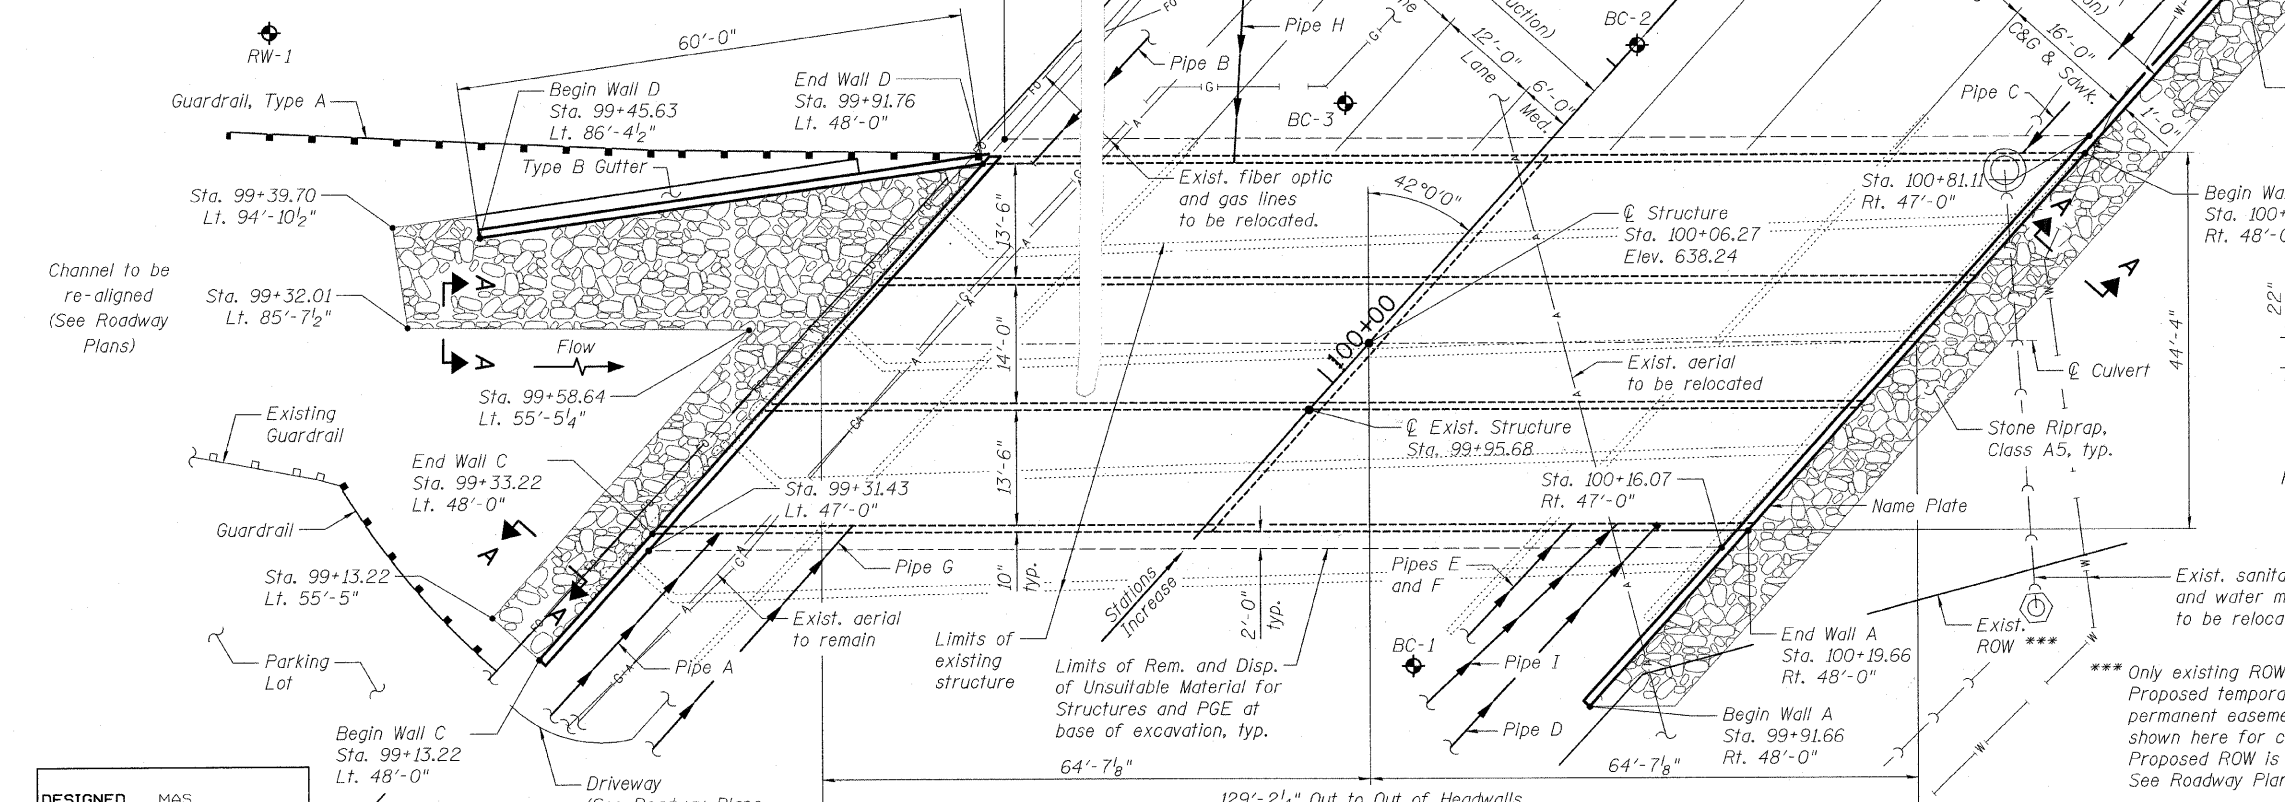 RW-1
60'-0"
Guardrail, Type A
Begin Wall D
Sta. 99+45.63
Lt. 86'-4½"
End Wall D
Sta. 99+91.76
Lt. 48'-0"
Type B Gutter
FO
FO
Pipe H
Pipe B
G
G
A
BC-2
BC-3
uction)
12'-0"
Lane
6'-0"
Med.
16'-0"
C&G & Sdwk.
W
Pipe C
1'-0"
Sta. 99+39.70
Lt. 94'-10½"
Channel to be
re-aligned
(See Roadway
Plans)
Sta. 99+32.01
Lt. 85'-7½"
A
A
Flow
Sta. 99+58.64
Lt. 55'-5¼"
13'-6"
14'-0"
13'-6"
Exist. fiber optic
and gas lines
to be relocated.
42°0'0"
℄ Structure
Sta. 100+06.27
Elev. 638.24
Sta. 100+81.11
Rt. 47'-0"
Begin Wa
Sta. 100+
Rt. 48'-0
A
A
44'-4"
22"
100+00
Exist. aerial
to be relocated
℄ Culvert
℄ Exist. Structure
Sta. 99+95.68
Stone Riprap,
Class A5, typ.
Existing
Guardrail
Guardrail
End Wall C
Sta. 99+33.22
Lt. 48'-0"
Sta. 99+31.43
Lt. 47'-0"
Sta. 100+16.07
Rt. 47'-0"
Name Plate
A
A
Sta. 99+13.22
Lt. 55'-5"
Pipe G
10"
typ.
Stations
Increase
2'-0"
typ.
Pipes E
and F
Exist. aerial
to remain
Limits of
existing
structure
Limits of Rem. and Disp.
of Unsuitable Material for
Structures and PGE at
base of excavation, typ.
BC-1
Pipe I
Pipe D
Pipe A
Parking
Lot
Begin Wall C
Sta. 99+13.22
Lt. 48'-0"
Driveway
End Wall A
Sta. 100+19.66
Rt. 48'-0"
Begin Wall A
Sta. 99+91.66
Rt. 48'-0"
Exist.
ROW ***
Exist. sanita
and water m
to be reloca
*** Only existing ROW
Proposed tempora
permanent easeme
shown here for c
Proposed ROW is
See Roadway Plan
64'-7⅛"
64'-7⅛"
129'-2¼" Out to Out of Headwalls
DESIGNED MAS